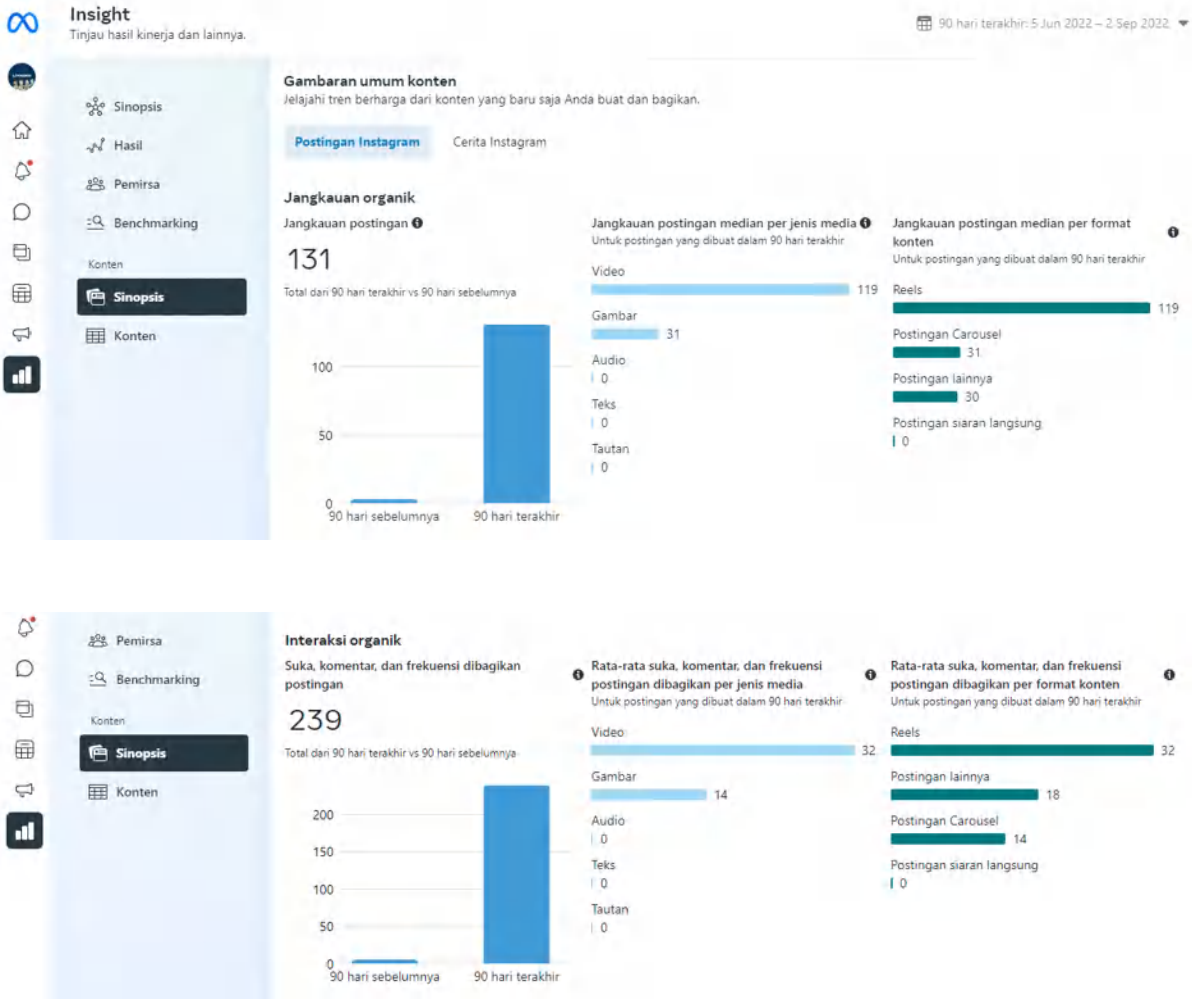 Insight
Tinjau hasil kinerja dan lainnya.
90 hari terakhir: 5 Jun 2022 – 2 Sep 2022
Sinopsis
Hasil
Pemirsa
Benchmarking
Konten
Sinopsis
Konten
Gambaran umum konten
Jelajahi tren berharga dari konten yang baru saja Anda buat dan bagikan.
Postingan Instagram
Cerita Instagram
Jangkauan organik
Jangkauan postingan
131
Total dari 90 hari terakhir vs 90 hari sebelumnya
100
50
0
90 hari sebelumnya
90 hari terakhir
Jangkauan postingan median per jenis media
Untuk postingan yang dibuat dalam 90 hari terakhir
Video
119
Gambar
31
Audio
0
Teks
0
Tautan
0
Jangkauan postingan median per format
konten
Untuk postingan yang dibuat dalam 90 hari terakhir
Reels
119
Postingan Carousel
31
Postingan lainnya
30
Postingan siaran langsung
0
Pemirsa
Benchmarking
Konten
Sinopsis
Konten
Interaksi organik
Suka, komentar, dan frekuensi dibagikan
postingan
239
Total dari 90 hari terakhir vs 90 hari sebelumnya
200
150
100
50
0
90 hari sebelumnya
90 hari terakhir
Rata-rata suka, komentar, dan frekuensi
postingan dibagikan per jenis media
Untuk postingan yang dibuat dalam 90 hari terakhir
Video
32
Gambar
14
Audio
0
Teks
0
Tautan
0
Rata-rata suka, komentar, dan frekuensi
postingan dibagikan per format konten
Untuk postingan yang dibuat dalam 90 hari terakhir
Reels
32
Postingan lainnya
18
Postingan Carousel
14
Postingan siaran langsung
0